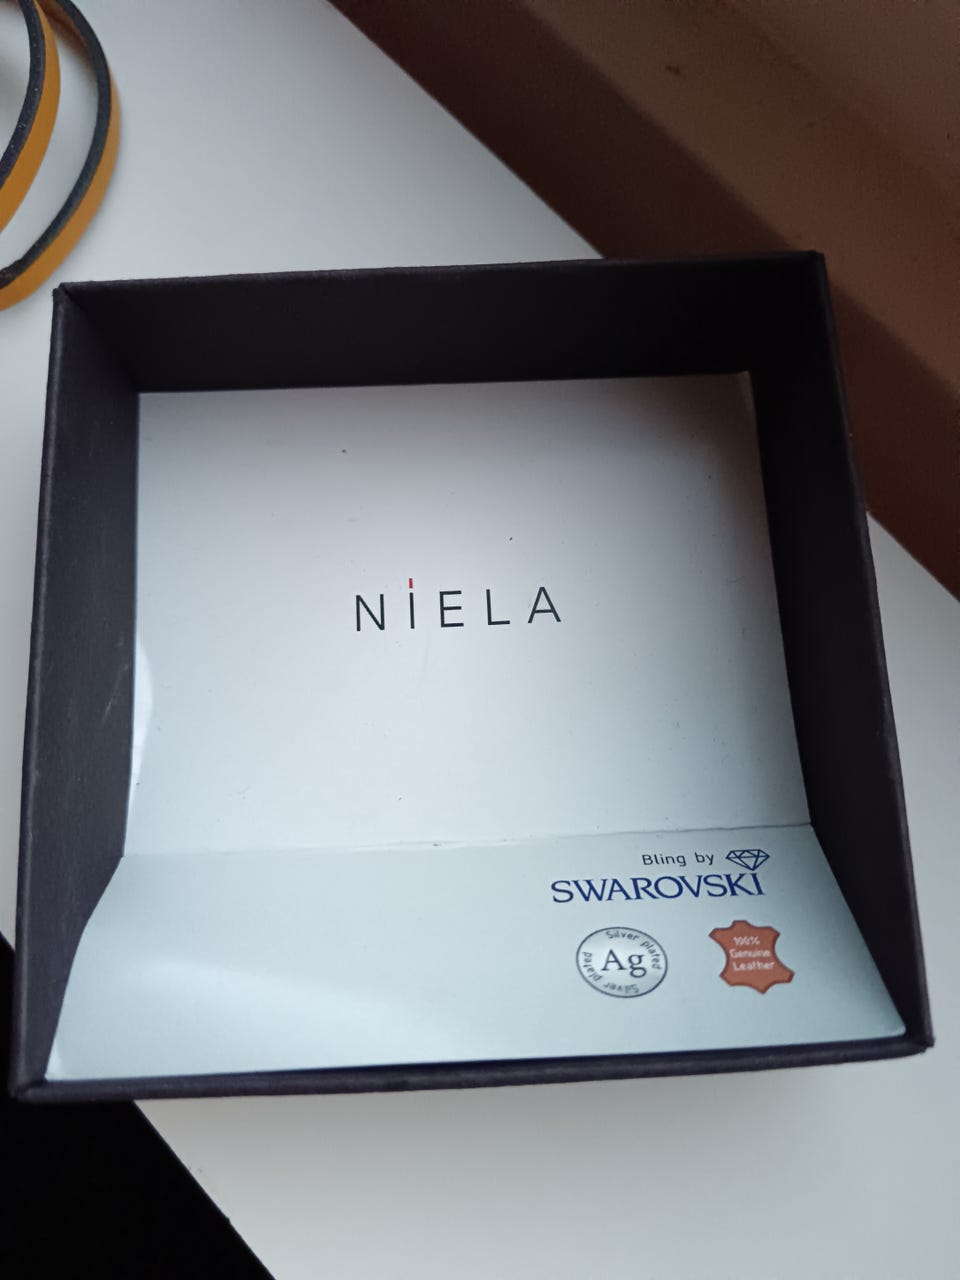 NiELA
Bling by
SWAROVSKI
Silver plated
Ag
Silver plated
100%
Genuine
Leather